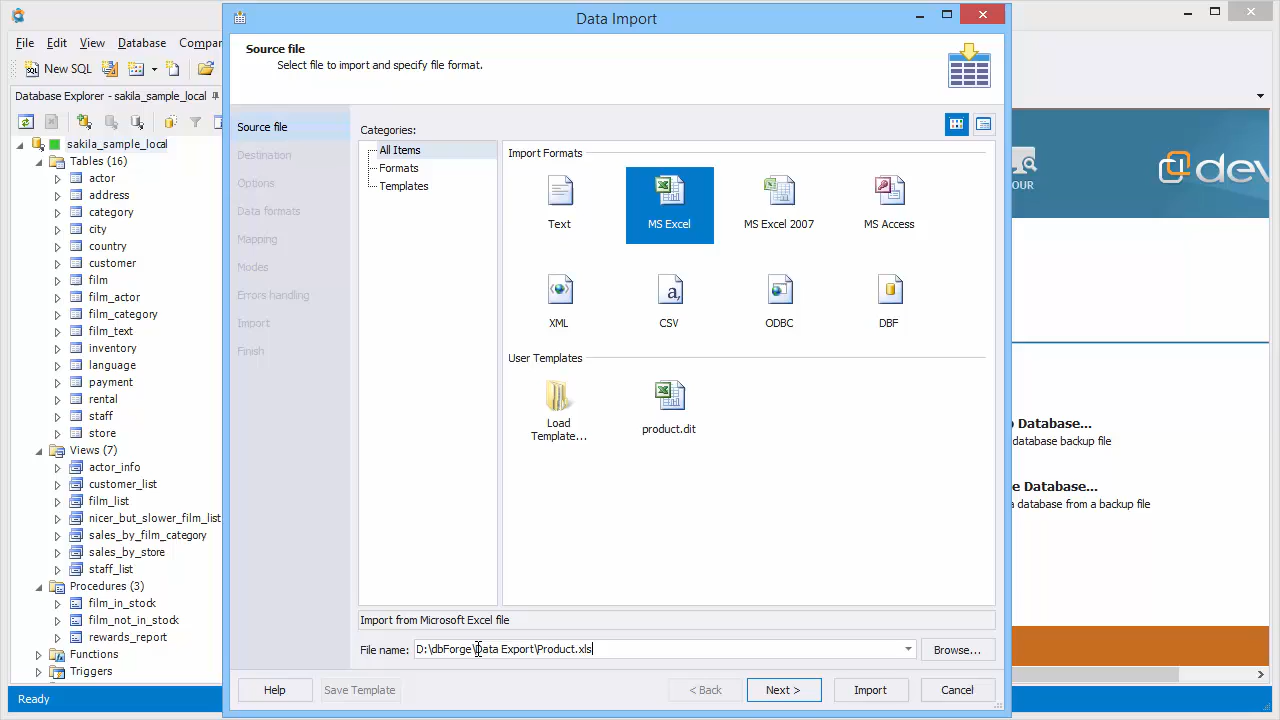 Data Import
File Edit View Database Compar
New SQL
Database Explorer - sakila_sample_local
sakila_sample_local
Tables (16)
actor
address
category
city
country
customer
film
film_actor
film_category
film_text
inventory
language
payment
rental
staff
store
Views (7)
actor_info
customer_list
film_list
nicer_but_slower_film_list
sales_by_film_category
sales_by_store
staff_list
Procedures (3)
film_in_stock
film_not_in_stock
rewards_report
Functions
Triggers
Ready
Source file
Select file to import and specify file format.
Source file
Destination
Options
Data formats
Mapping
Modes
Errors handling
Import
Finish
Categories:
All Items
Formats
Templates
Import Formats
Text
MS Excel
MS Excel 2007
MS Access
XML
CSV
ODBC
DBF
User Templates
Load
Template...
product.dit
Import from Microsoft Excel file
File name: D:\dbForge\Data Export\Product.xls
Browse...
Help
Save Template
< Back
Next >
Import
Cancel
OUR
dev
o Database...
database backup file
e Database...
a database from a backup file